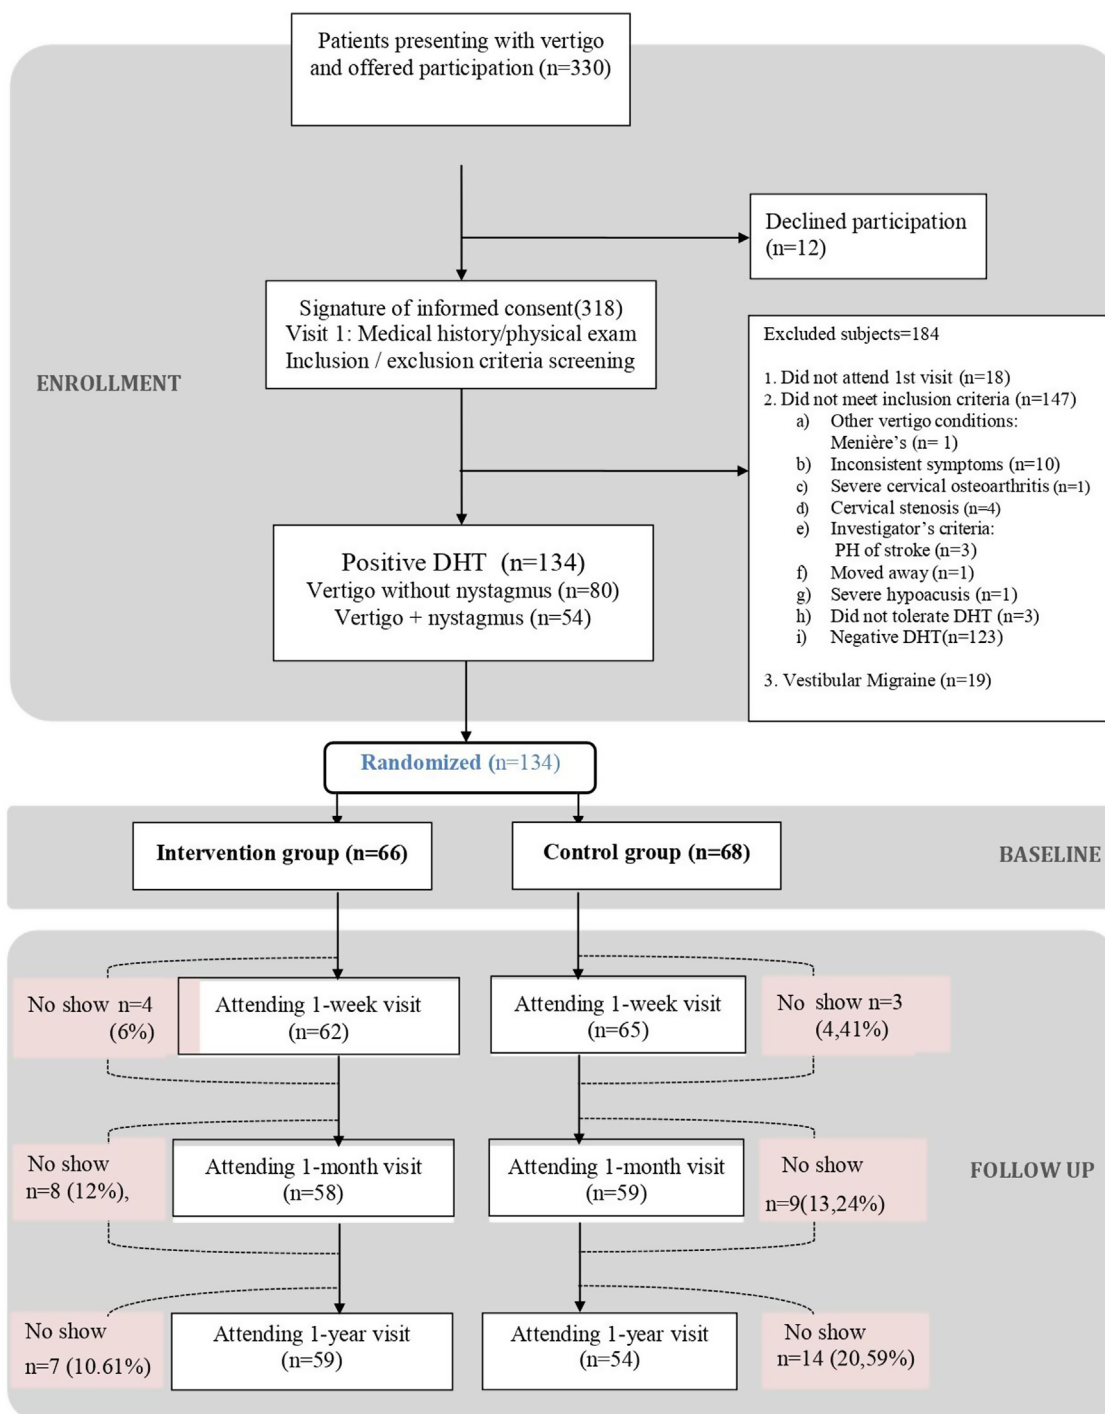 Patients presenting with vertigo
and offered participation (n=330)
Declined participation
(n=12)
Signature of informed consent(318)
Visit 1: Medical history/physical exam
Inclusion / exclusion criteria screening
ENROLLMENT
Excluded subjects=184
1. Did not attend 1st visit (n=18)
2. Did not meet inclusion criteria (n=147)
a) Other vertigo conditions:
Menière's (n= 1)
b) Inconsistent symptoms (n=10)
c) Severe cervical osteoarthritis (n=1)
d) Cervical stenosis (n=4)
e) Investigator's criteria:
PH of stroke (n=3)
f) Moved away (n=1)
g) Severe hypoacusis (n=1)
h) Did not tolerate DHT (n=3)
i) Negative DHT(n=123)
3. Vestibular Migraine (n=19)
Positive DHT (n=134)
Vertigo without nystagmus (n=80)
Vertigo + nystagmus (n=54)
Randomized (n=134)
Intervention group (n=66)
Control group (n=68)
BASELINE
No show n=4
(6%)
Attending 1-week visit
(n=62)
Attending 1-week visit
(n=65)
No show n=3
(4,41%)
No show
n=8 (12%),
Attending 1-month visit
(n=58)
Attending 1-month visit
(n=59)
No show
n=9(13,24%)
FOLLOW UP
No show
n=7 (10.61%)
Attending 1-year visit
(n=59)
Attending 1-year visit
(n=54)
No show
n=14 (20,59%)